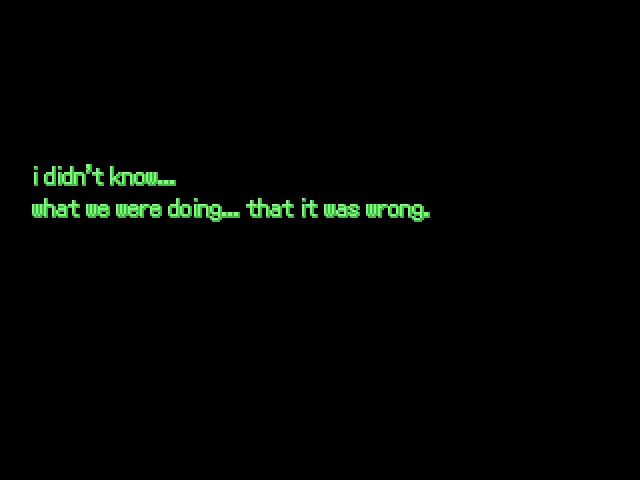 i didn't know...
what we were doing... that it was wrong.